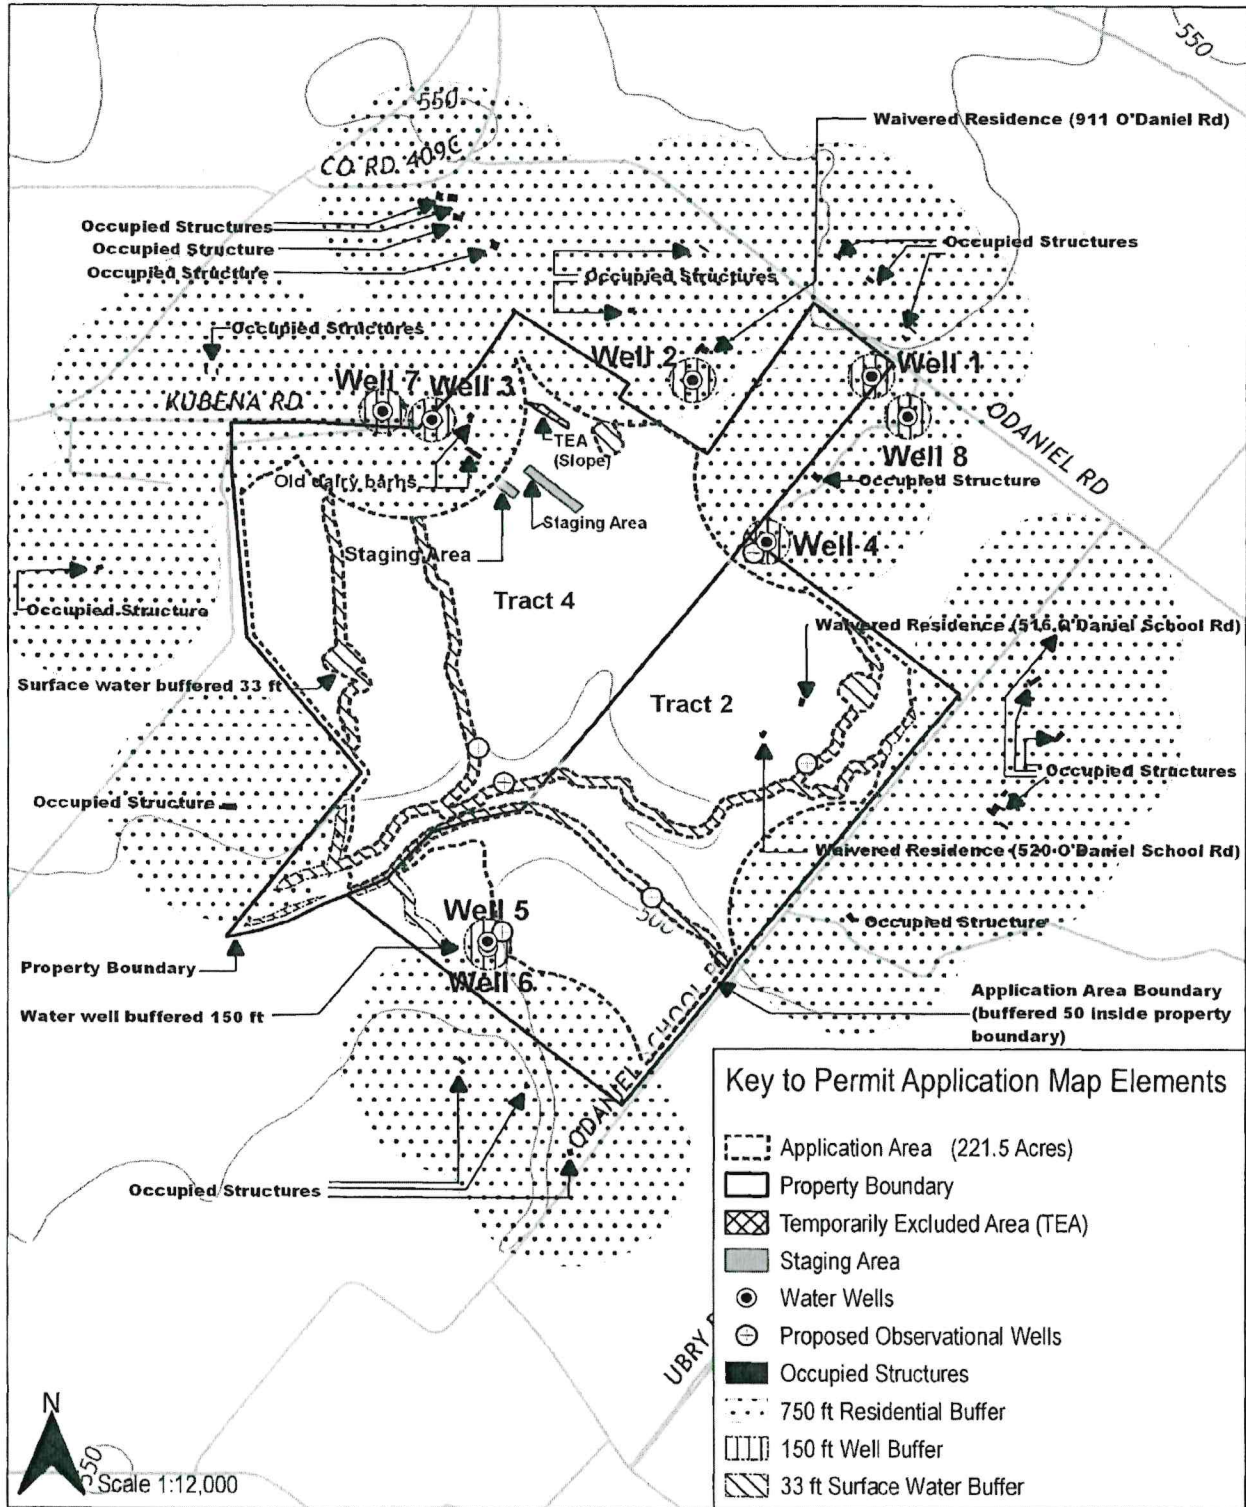 550
550
CO. RD. 409C
Waivered Residence (911 O'Daniel Rd)
Occupied Structures
Occupied Structure
Occupied Structure
Occupied Structures
Occupied Structures
Occupied Structures
Well 2
Well 1
Well 7
Well 3
KUBENA RD
ODANIEL RD
TEA
(Slope)
Well 8
Old dairy barns
Occupied Structure
Staging Area
Staging Area
Well 4
Tract 4
Occupied Structure
Waivered Residence (516 O'Daniel School Rd)
Surface water buffered 33 ft
Tract 2
Occupied Structures
Occupied Structure
Waivered Residence (520 O'Daniel School Rd)
Well 5
500
Occupied Structure
Property Boundary
Well 6
Water well buffered 150 ft
Application Area Boundary
(buffered 50 inside property
boundary)
ODANIEL SCHOOL RD
Occupied Structures
UBRY
Key to Permit Application Map Elements
Application Area (221.5 Acres)
Property Boundary
Temporarily Excluded Area (TEA)
Staging Area
Water Wells
Proposed Observational Wells
Occupied Structures
750 ft Residential Buffer
150 ft Well Buffer
33 ft Surface Water Buffer
N
550
Scale 1:12,000